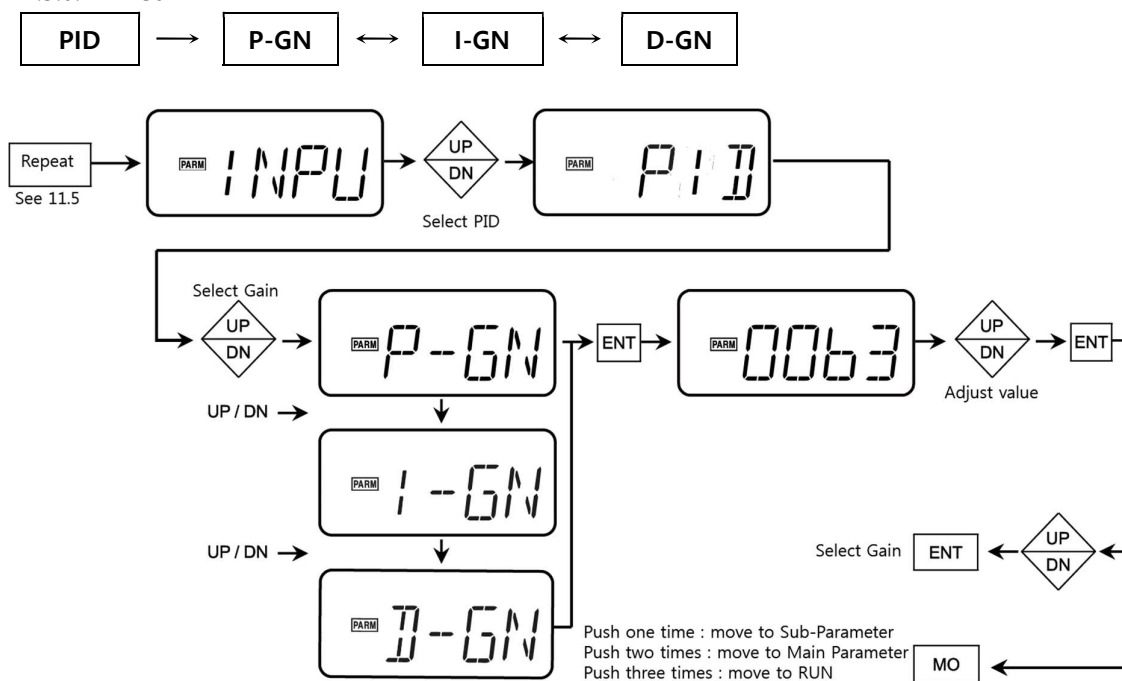 PID P-GN I-GN D-GN
Repeat
See 11.5
PARM INPU
UP
DN
Select PID
PARM PID
Select Gain
UP
DN
PARM P-GN
ENT
PARM 00b3
UP
DN
Adjust value
ENT
UP / DN
PARM I-GN
UP / DN
PARM D-GN
Select Gain ENT
UP
DN
Push one time : move to Sub-Parameter
Push two times : move to Main Parameter
Push three times : move to RUN
MO